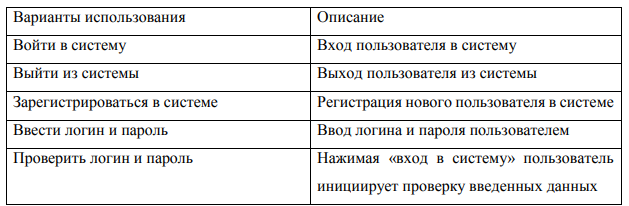 Варианты использования Описание
Войти в систему Вход пользователя в систему
Выйти из системы Выход пользователя из системы
Зарегистрироваться в системе Регистрация нового пользователя в системе
Ввести логин и пароль Ввод логина и пароля пользователем
Проверить логин и пароль Нажимая «вход в систему» пользователь
инициирует проверку введенных данных